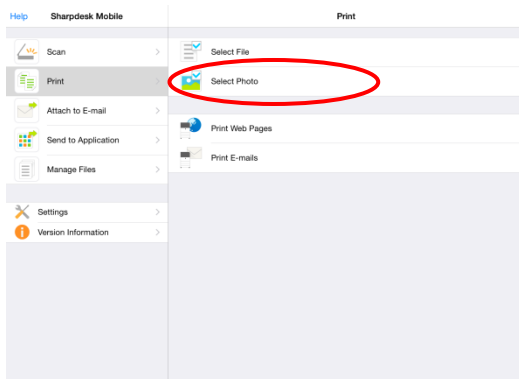 Help Sharpdesk Mobile
Scan
Print
Attach to E-mail
Send to Application
Manage Files
Settings
Version Information
Print
Select File
Select Photo
Print Web Pages
Print E-mails